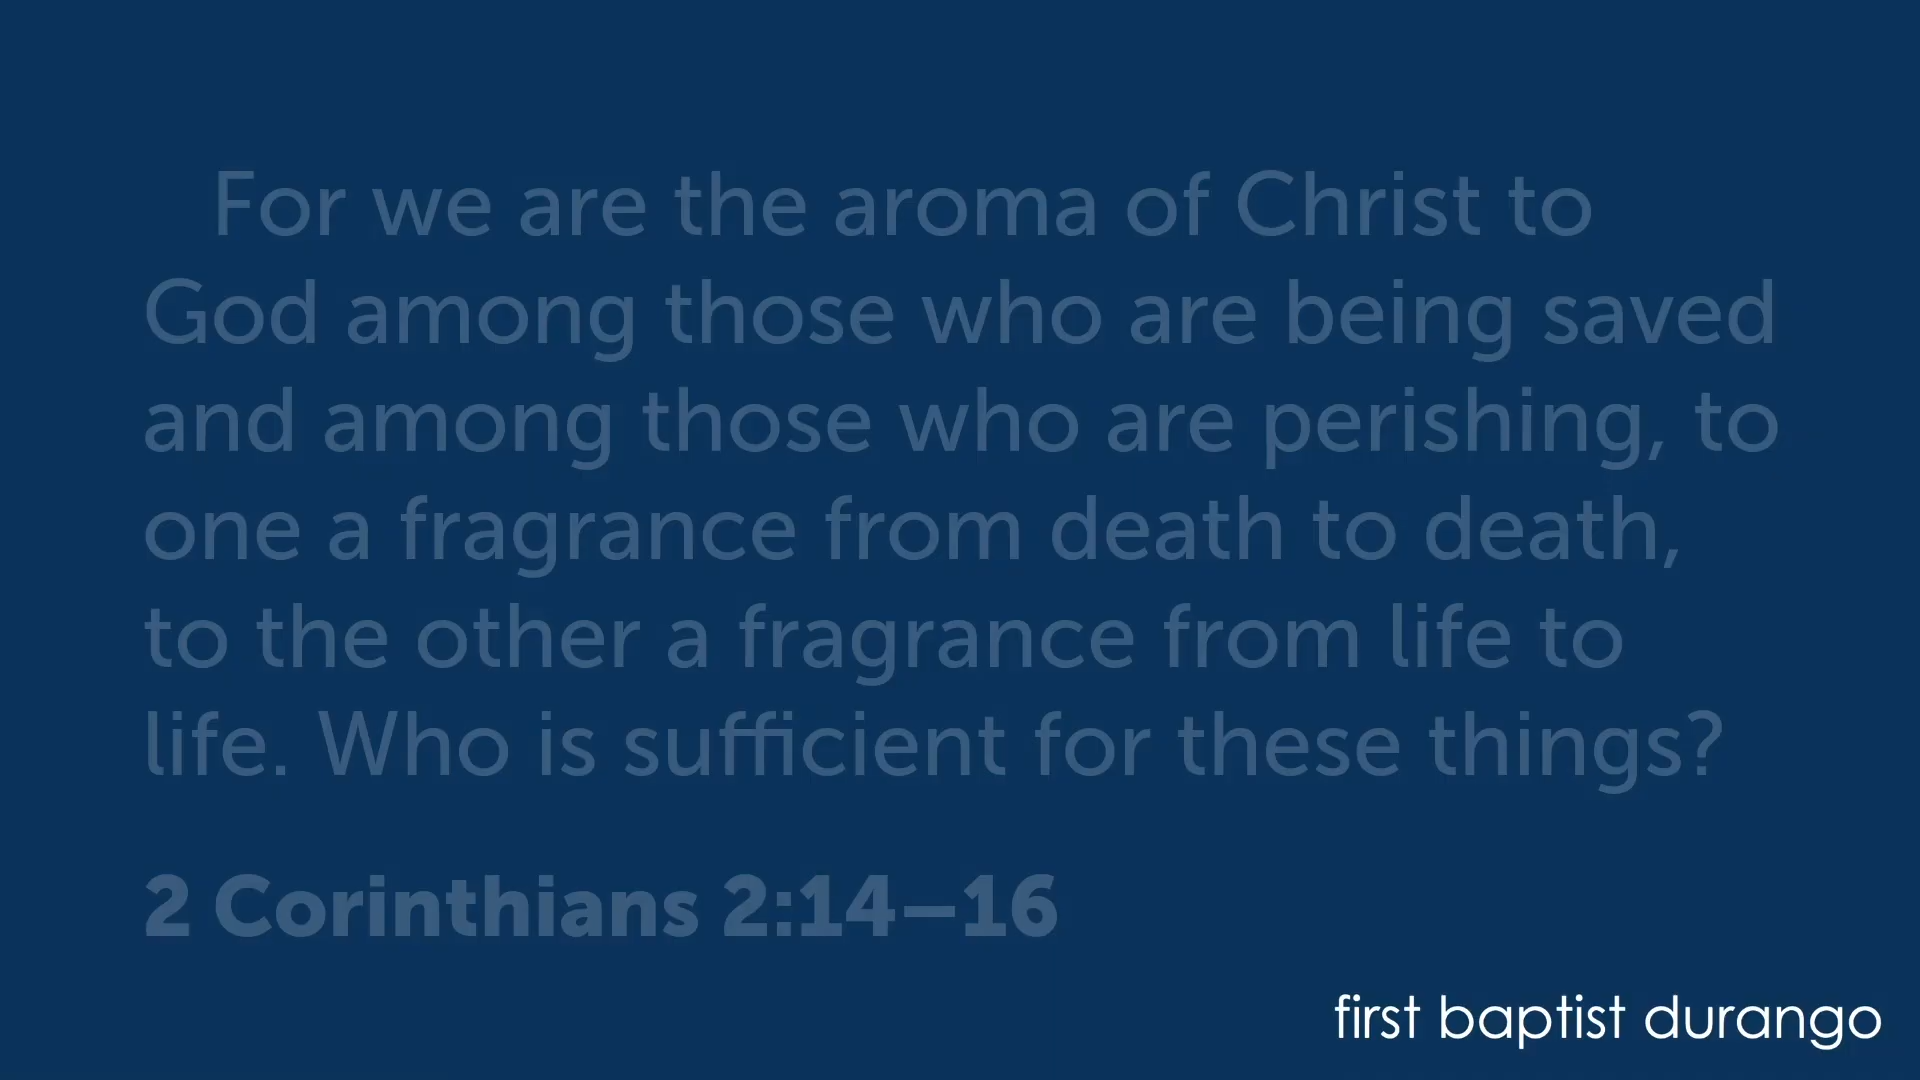 For we are the aroma of Christ to
God among those who are being saved
and among those who are perishing, to
one a fragrance from death to death,
to the other a fragrance from life to
life. Who is sufficient for these things?
2 Corinthians 2:14–16
first baptist durango